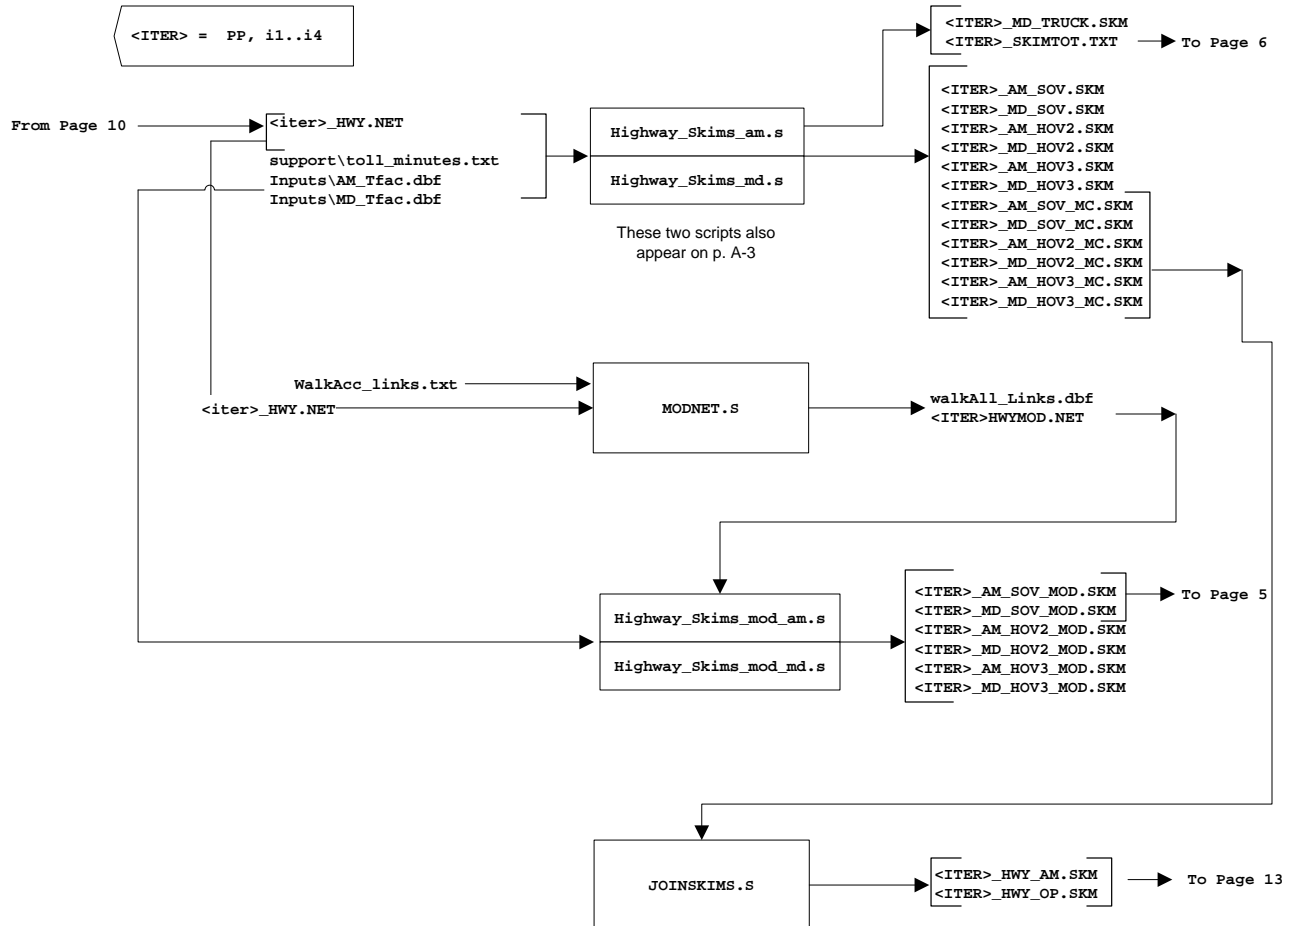 <ITER> = PP, i1..i4
<ITER>_MD_TRUCK.SKM
<ITER>_SKIMTOT.TXT
To Page 6
From Page 10
<iter>_HWY.NET
support\toll_minutes.txt
Inputs\AM_Tfac.dbf
Inputs\MD_Tfac.dbf
Highway_Skims_am.s
Highway_Skims_md.s
These two scripts also
appear on p. A-3
<ITER>_AM_SOV.SKM
<ITER>_MD_SOV.SKM
<ITER>_AM_HOV2.SKM
<ITER>_MD_HOV2.SKM
<ITER>_AM_HOV3.SKM
<ITER>_MD_HOV3.SKM
<ITER>_AM_SOV_MC.SKM
<ITER>_MD_SOV_MC.SKM
<ITER>_AM_HOV2_MC.SKM
<ITER>_MD_HOV2_MC.SKM
<ITER>_AM_HOV3_MC.SKM
<ITER>_MD_HOV3_MC.SKM
WalkAcc_links.txt
<iter>_HWY.NET
MODNET.S
walkAll_Links.dbf
<ITER>HWYMOD.NET
Highway_Skims_mod_am.s
Highway_Skims_mod_md.s
<ITER>_AM_SOV_MOD.SKM
<ITER>_MD_SOV_MOD.SKM
<ITER>_AM_HOV2_MOD.SKM
<ITER>_MD_HOV2_MOD.SKM
<ITER>_AM_HOV3_MOD.SKM
<ITER>_MD_HOV3_MOD.SKM
To Page 5
JOINSKIMS.S
<ITER>_HWY_AM.SKM
<ITER>_HWY_OP.SKM
To Page 13